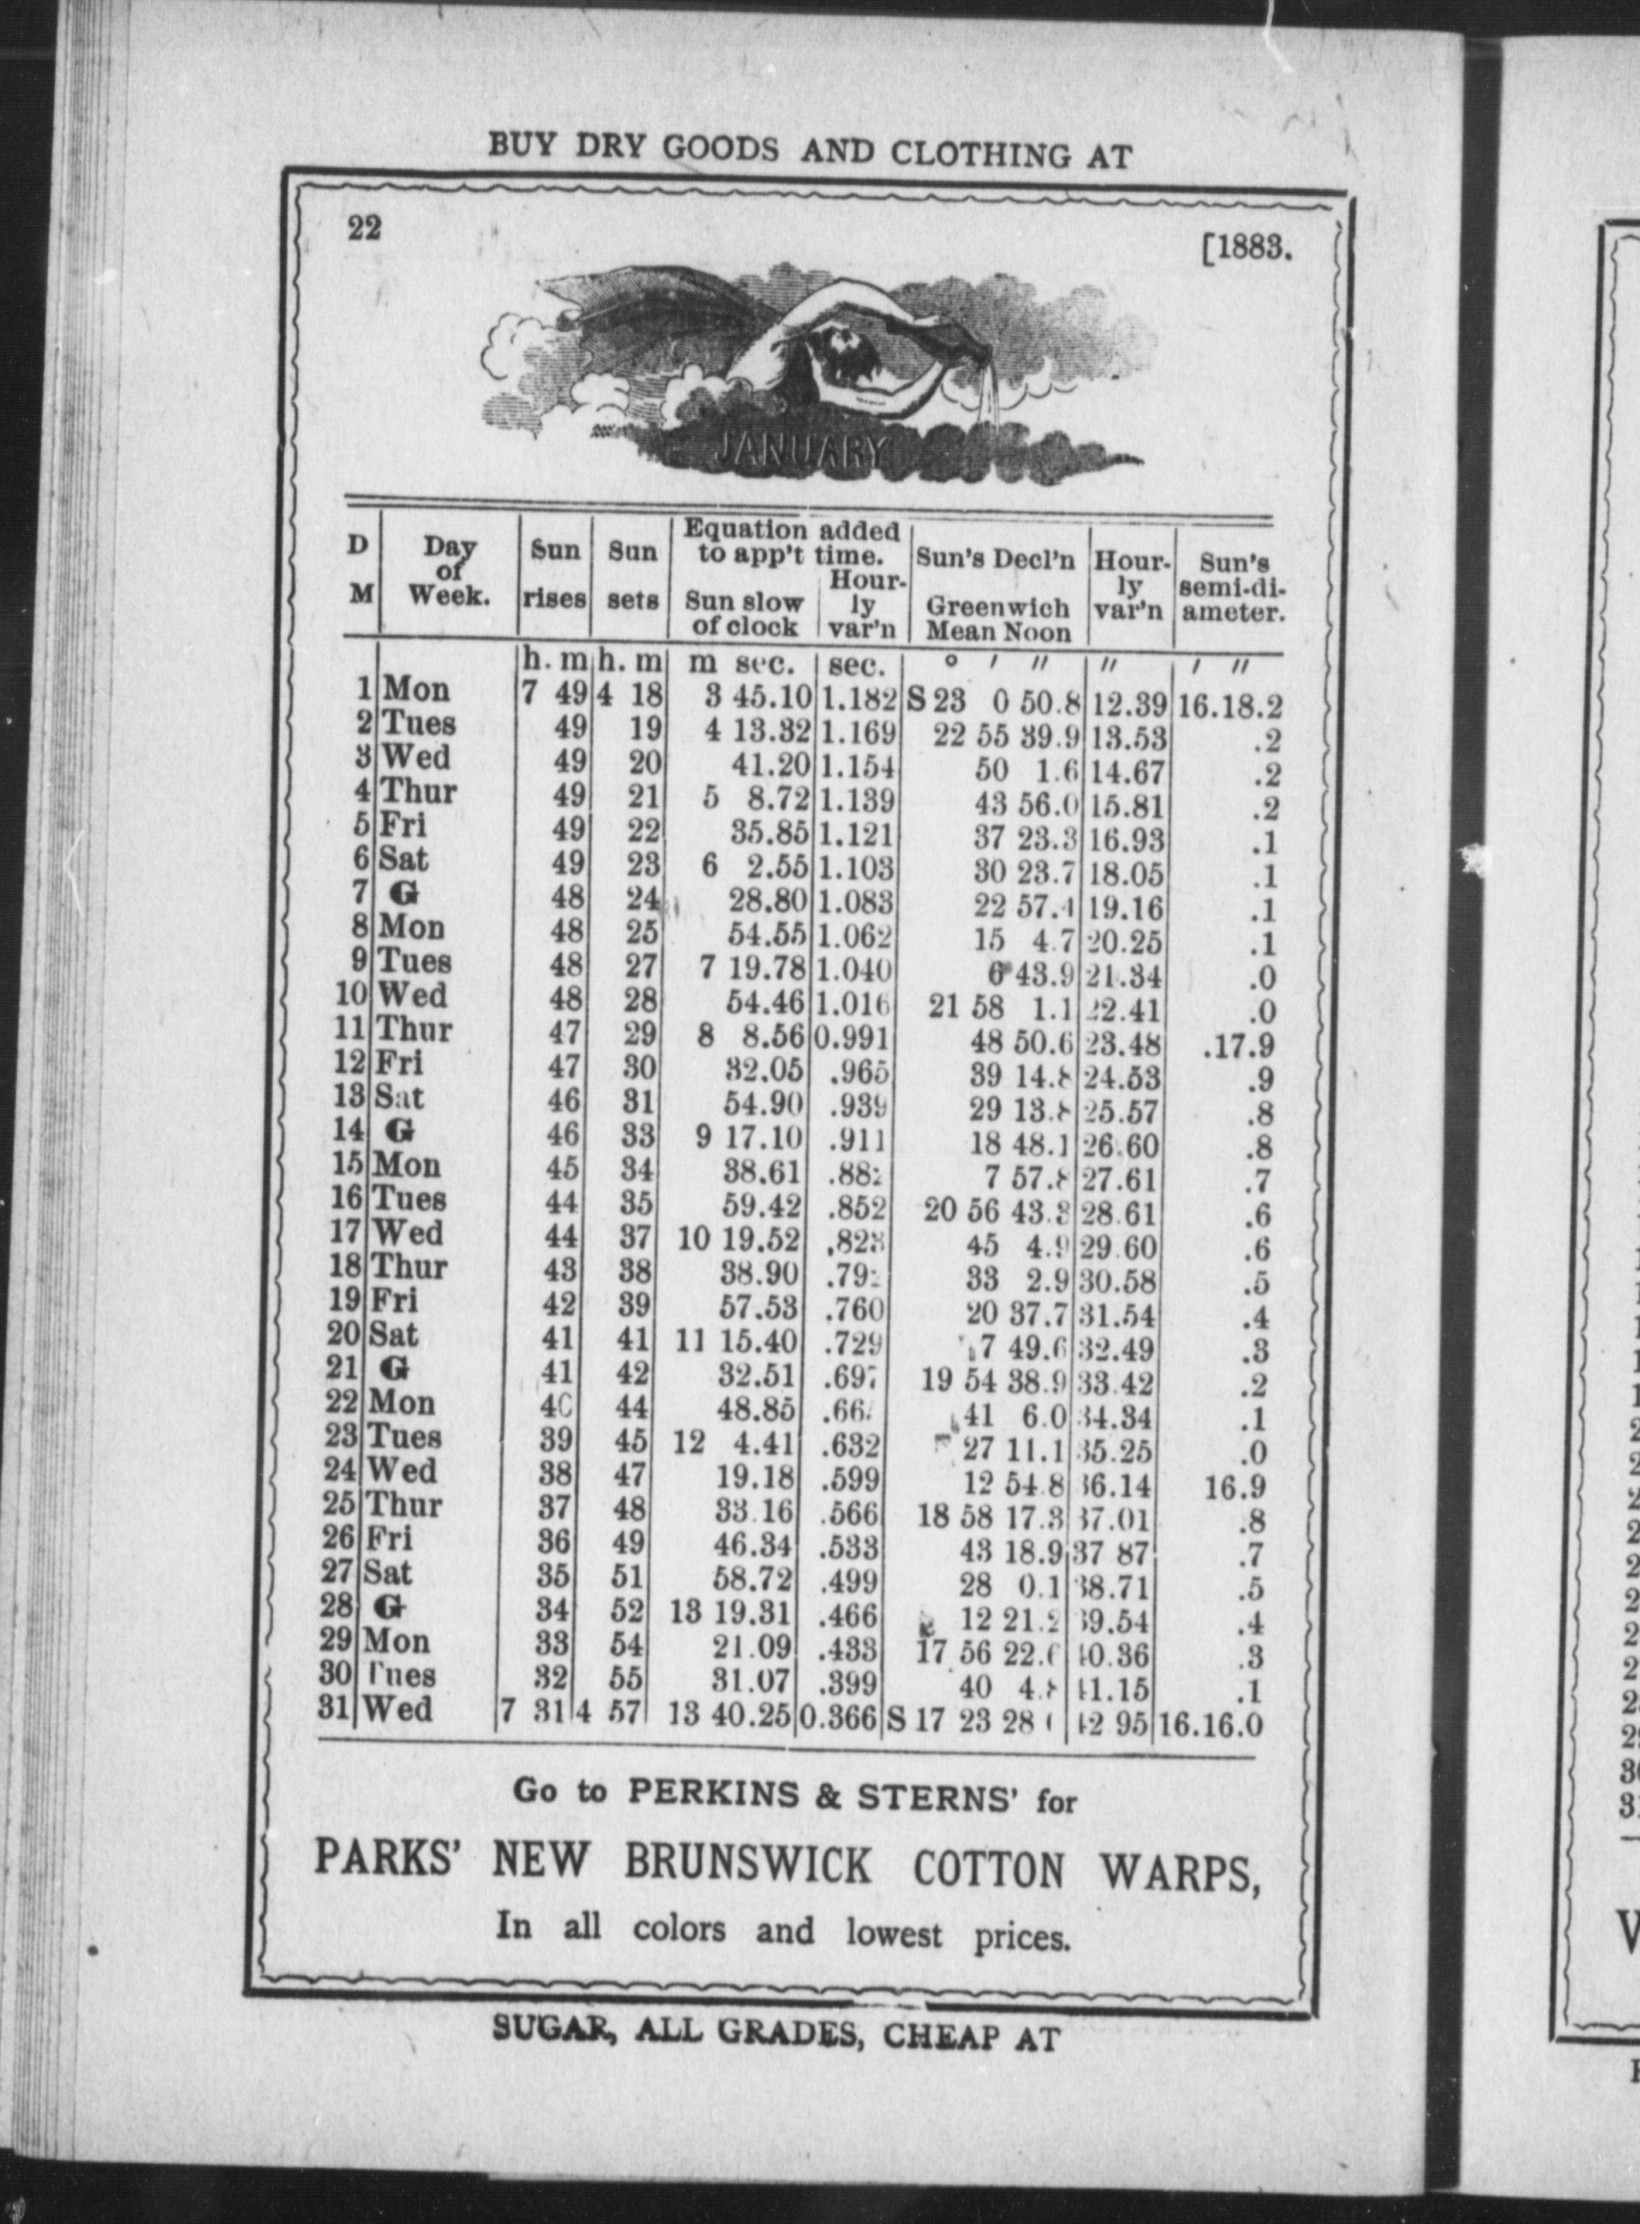 BUY DRY GOODS AND CLOTHING AT
22
[1883.
JANUARY
D M Day of Week. Sun rises Sun sets Equation added to app't time. Sun slow of clock Hour-ly var'n Sun's Decl'n Greenwich Mean Noon Hour-ly var'n Sun's semi-di-ameter.
h. m h. m m sec. sec. ° ′ ″ ″ ′ ″
1 Mon 7 49 4 18 3 45.10 1.182 S 23 0 50.8 12.39 16.18.2
2 Tues 49 19 4 13.32 1.169 22 55 39.9 13.53 .2
3 Wed 49 20 41.20 1.154 50 1.6 14.67 .2
4 Thur 49 21 5 8.72 1.139 43 56.0 15.81 .2
5 Fri 49 22 35.85 1.121 37 23.3 16.93 .1
6 Sat 49 23 6 2.55 1.103 30 23.7 18.05 .1
7 G 48 24 28.80 1.083 22 57.4 19.16 .1
8 Mon 48 25 54.55 1.062 15 4.7 20.25 .1
9 Tues 48 27 7 19.78 1.040 6 43.9 21.34 .0
10 Wed 48 28 54.46 1.016 21 58 1.1 22.41 .0
11 Thur 47 29 8 8.56 0.991 48 50.6 23.48 .17.9
12 Fri 47 30 32.05 .965 39 14.8 24.53 .9
13 Sat 46 31 54.90 .939 29 13.8 25.57 .8
14 G 46 33 9 17.10 .911 18 48.1 26.60 .8
15 Mon 45 34 38.61 7 57.8 27.61 .7
16 Tues 44 35 59.42 .852 20 56 43.3 28.61 .6
17 Wed 44 37 10 19.52 .823 45 4.9 29.60 .6
18 Thur 43 38 38.90 33 2.9 30.58 .5
19 Fri 42 39 57.53 .760 20 37.7 31.54 .4
20 Sat 41 41 11 15.40 .729 7 49.6 32.49 .3
21 G 41 42 32.51 .697 19 54 38.9 33.42 .2
22 Mon 40 44 48.85 41 6.0 34.34 .1
23 Tues 39 45 12 4.41 .632 27 11.1 35.25 .0
24 Wed 38 47 19.18 .599 12 54.8 36.14 16.9
25 Thur 37 48 33.16 .566 18 58 17.3 37.01 .8
26 Fri 36 49 46.34 .533 43 18.9 37 87 .7
27 Sat 35 51 58.72 .499 28 0.1 38.71 .5
28 G 34 52 13 19.31 .466 12 21.2 39.54 .4
29 Mon 33 54 21.09 .433 17 56 40.36 .3
30 Tues 32 55 31.07 .399 40 41.15 .1
31 Wed 7 31 4 57 13 40.25 0.366 S 17 23 28 42 95 16.16.0
Go to PERKINS & STERNS' for
PARKS' NEW BRUNSWICK COTTON WARPS,
In all colors and lowest prices.
SUGAR, ALL GRADES, CHEAP AT